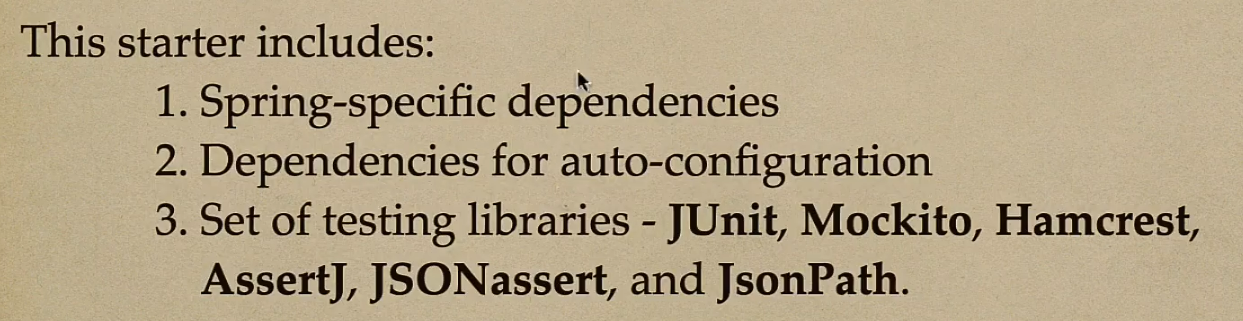 This starter includes:
1. Spring-specific dependencies
2. Dependencies for auto-configuration
3. Set of testing libraries - JUnit, Mockito, Hamcrest,
AssertJ, JSONassert, and JsonPath.